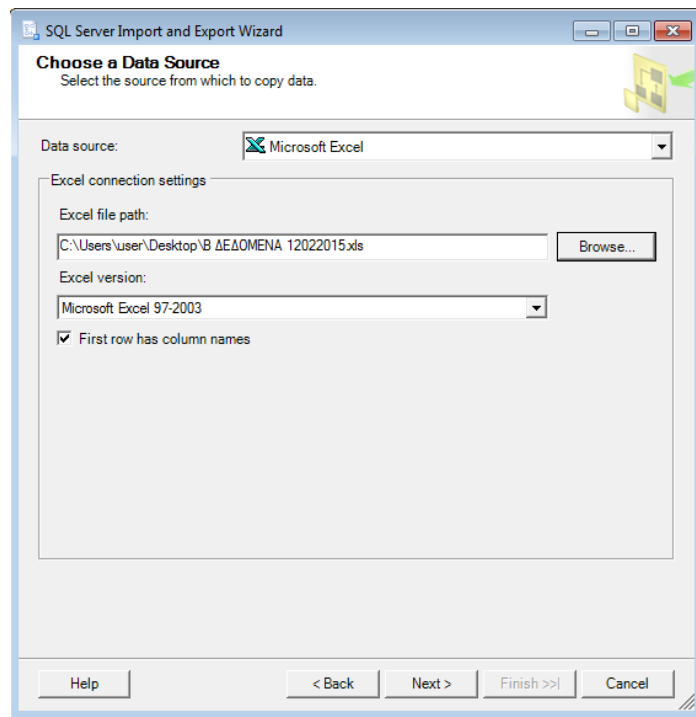 SQL Server Import and Export Wizard
Choose a Data Source
Select the source from which to copy data.
Data source:
Microsoft Excel
Excel connection settings
Excel file path:
C:\Users\user\Desktop\Β ΔΕΔΟΜΕΝΑ 12022015.xls
Browse...
Excel version:
Microsoft Excel 97-2003
First row has column names
Help
< Back
Next >
Finish >>|
Cancel